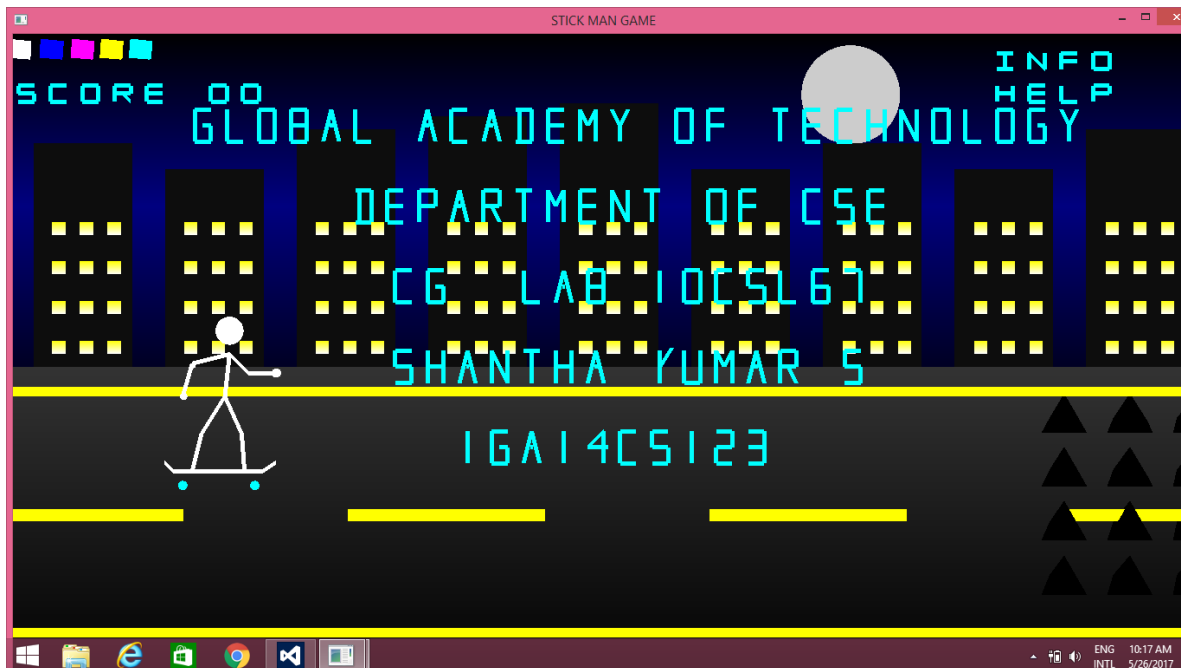 STICK MAN GAME
INFO
SCORE 00
HELP
GLOBAL ACADEMY OF TECHNOLOGY
DEPARTMENT OF CSE
CG LAB 10CSL67
SHANTHA KUMAR S
1GA14CS123
ENG 10:17 AM
INTL 5/26/2017